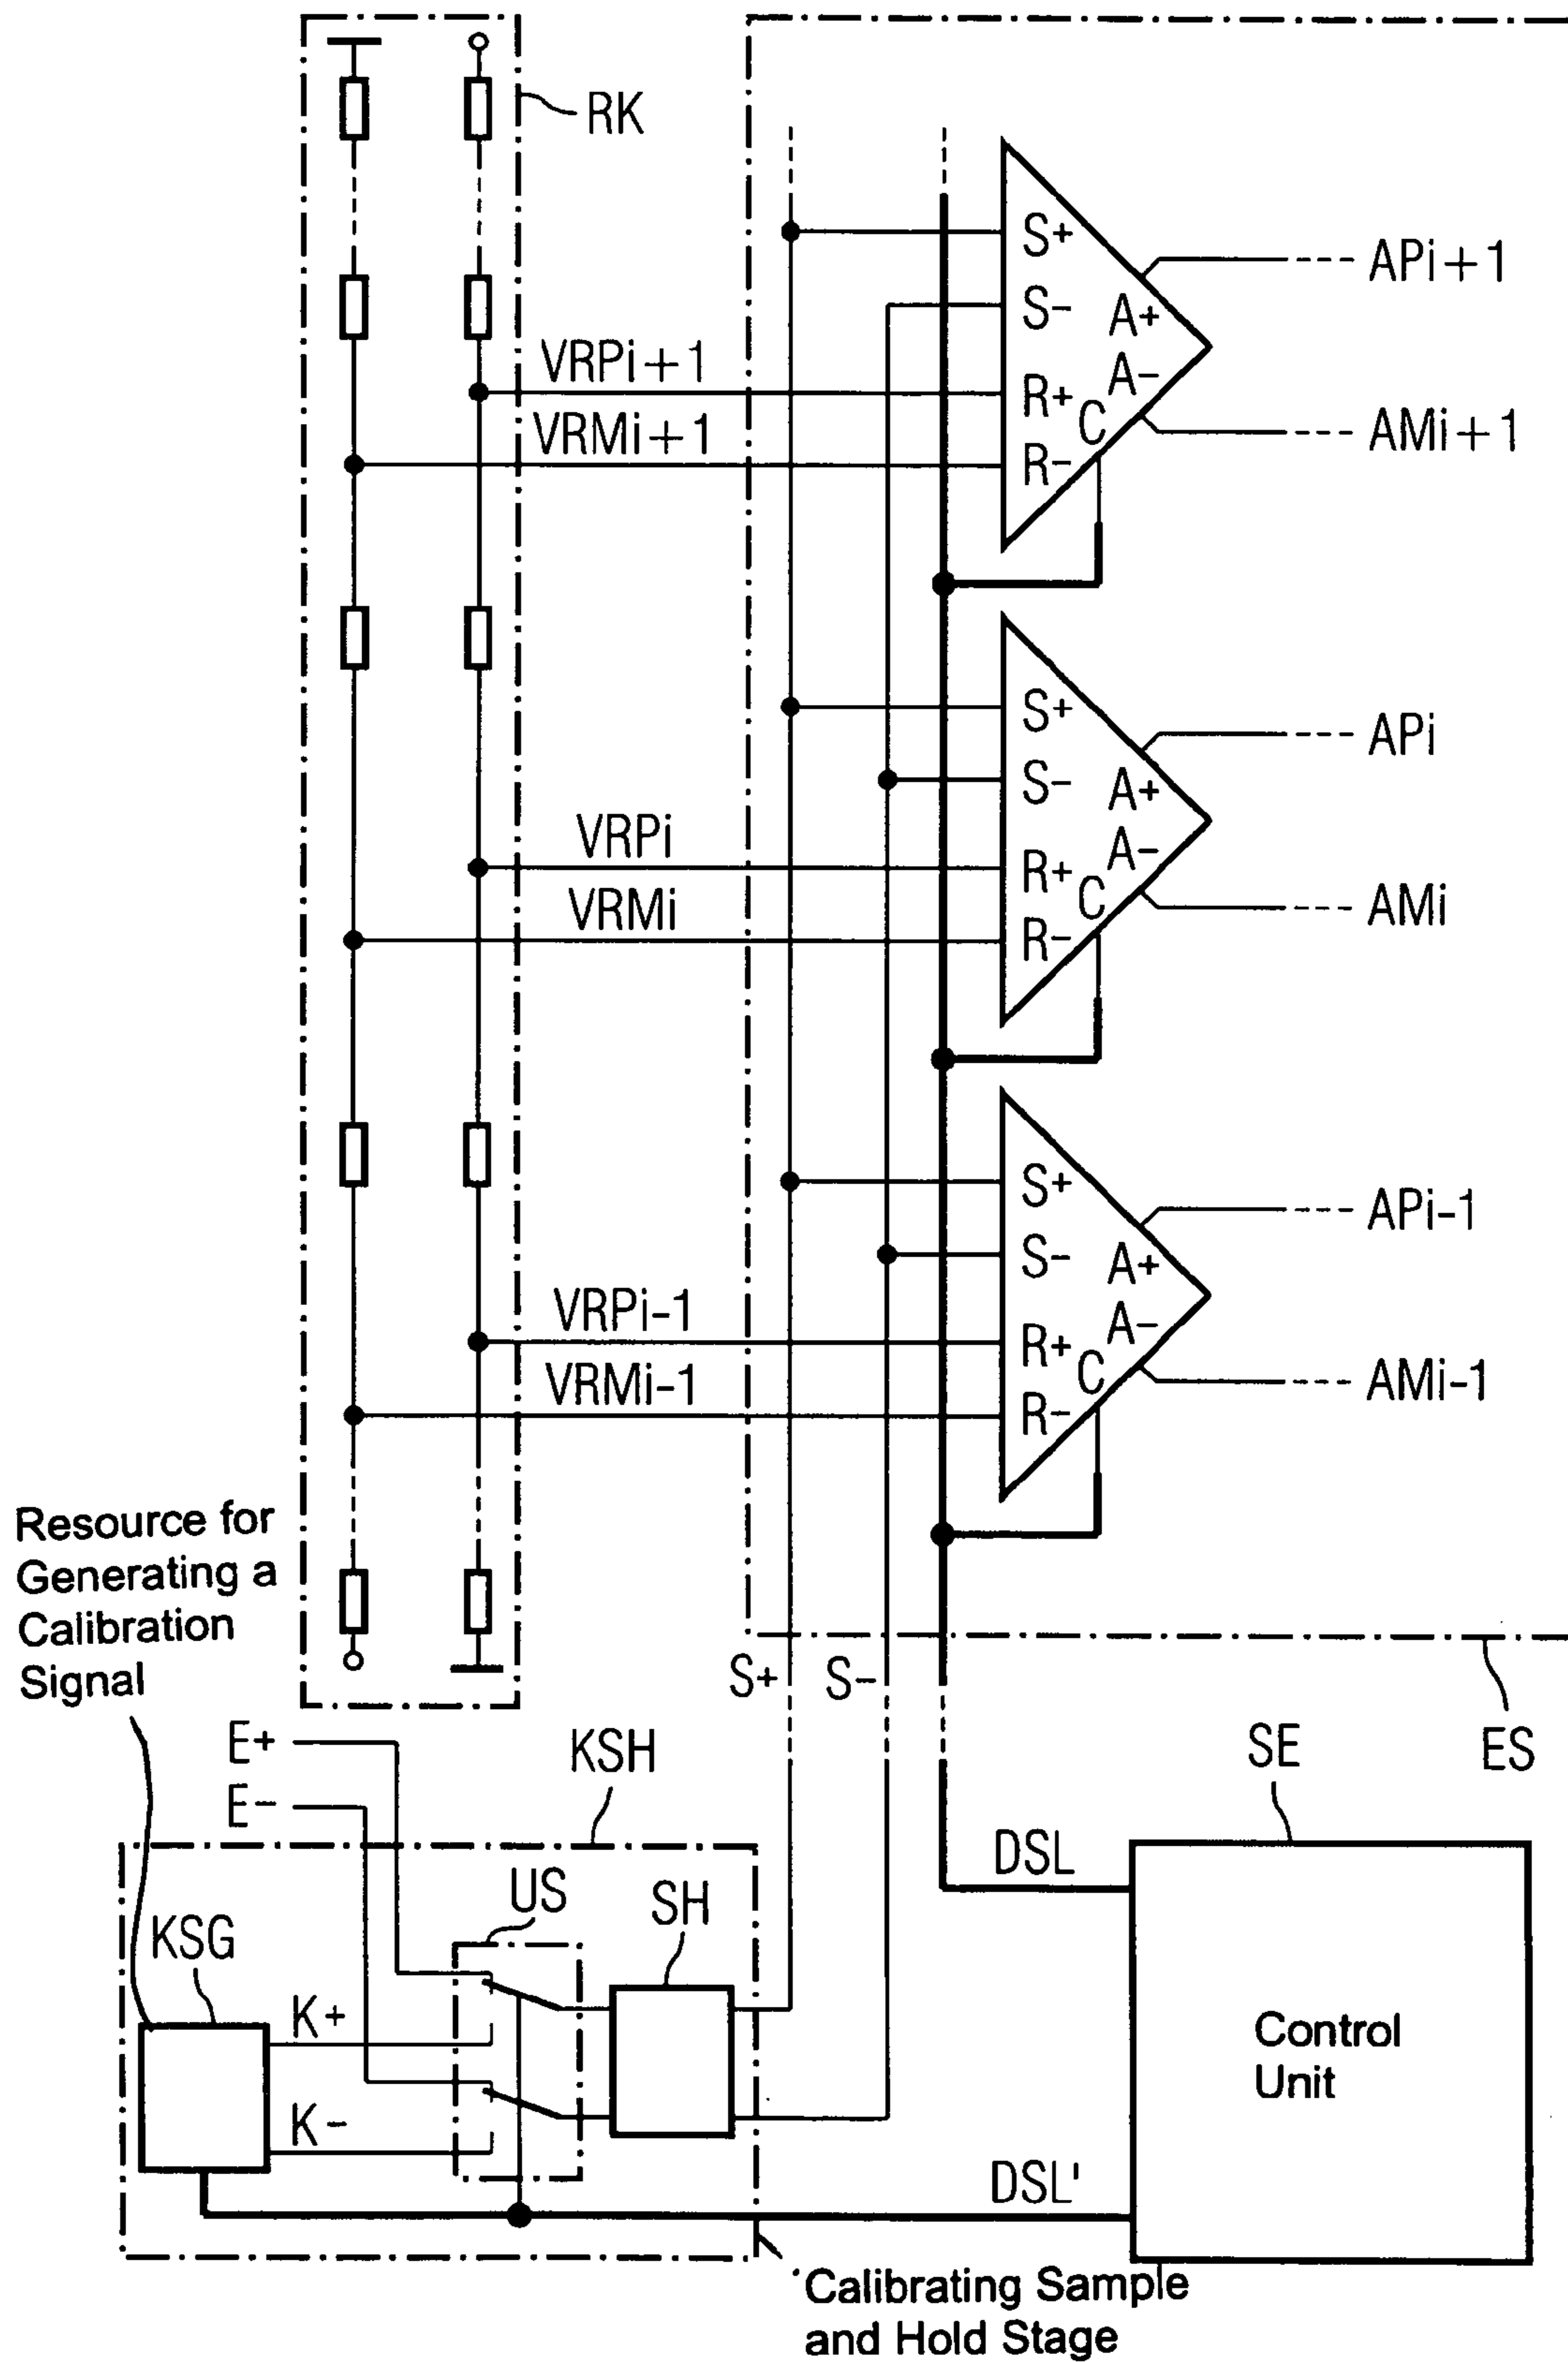 RK
S+
S-
A+
A-
R+
C
R-
APi+1
AMi+1
VRPi+1
VRMi+1
S+
S-
A+
A-
R+
C
R-
APi
AMi
VRPi
VRMi
S+
S-
A+
A-
R+
C
R-
APi-1
AMi-1
VRPi-1
VRMi-1
Resource for
Generating a
Calibration
Signal
S+
S-
ES
E+
E-
KSH
SE
DSL
US
SH
KSG
K+
K-
Control
Unit
DSL'
Calibrating Sample
and Hold Stage